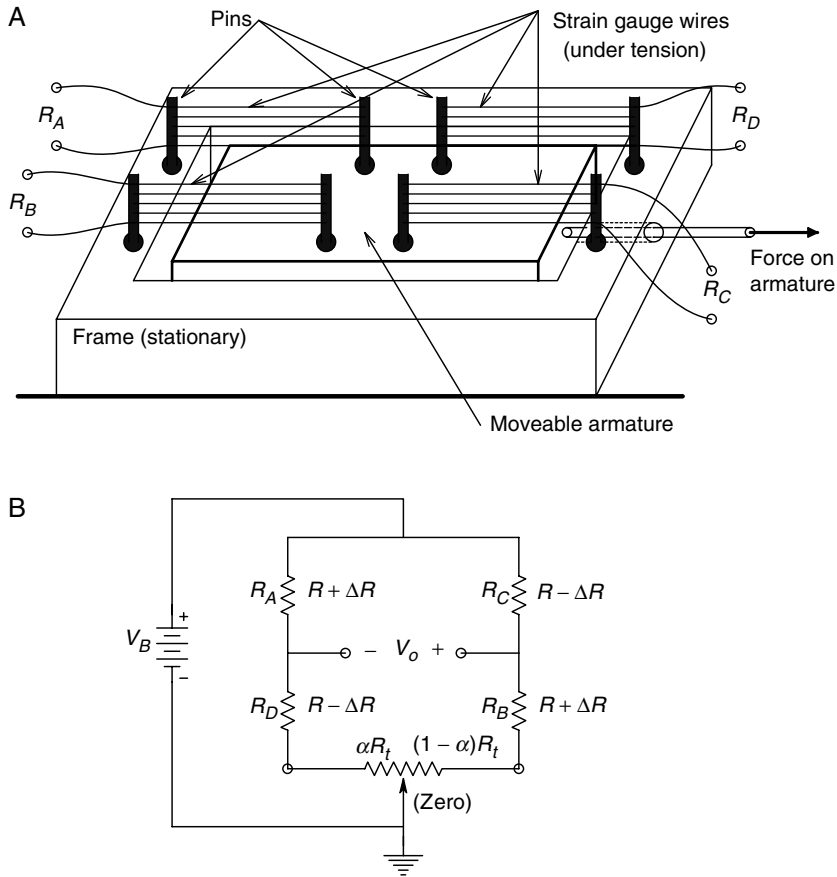 A
Pins
Strain gauge wires
(under tension)
R_A
R_D
R_B
R_C
Force on
armature
Frame (stationary)
Moveable armature
B
R_A R + ΔR
R_C R − ΔR
V_B + −
− V_o +
R_D R − ΔR
R_B R + ΔR
αR_t (1 − α)R_t
(Zero)